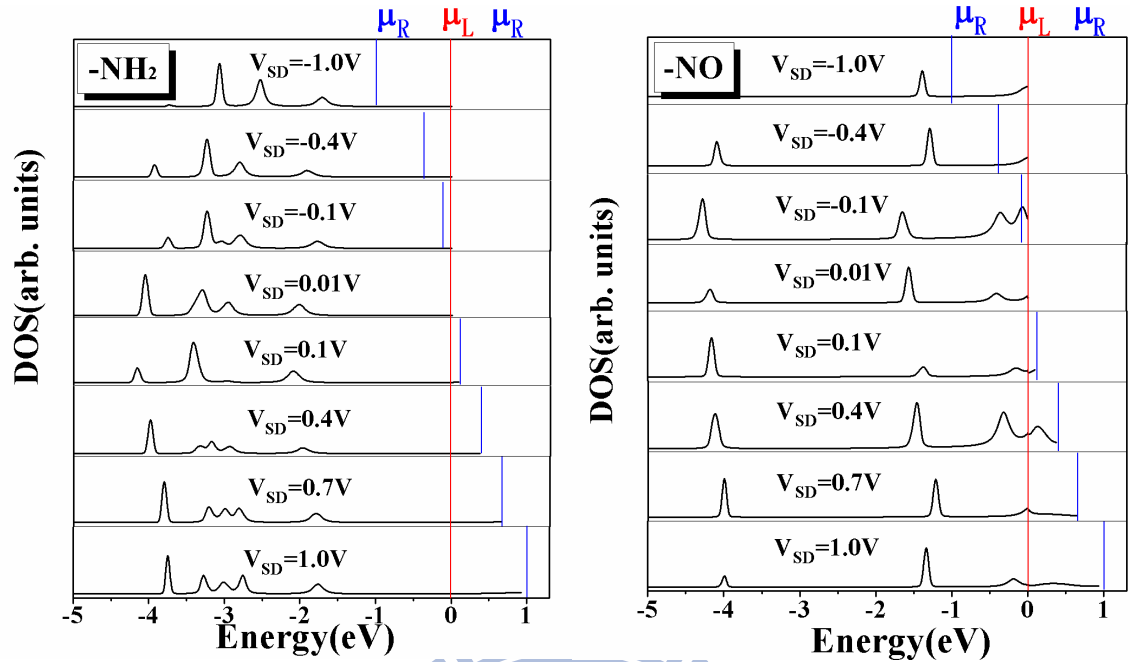 μR μL μR
-NH2
VSD=-1.0V
VSD=-0.4V
VSD=-0.1V
VSD=0.01V
VSD=0.1V
VSD=0.4V
VSD=0.7V
VSD=1.0V
DOS(arb. units)
-5 -4 -3 -2 -1 0 1
Energy(eV)
μR μL μR
-NO
VSD=-1.0V
VSD=-0.4V
VSD=-0.1V
VSD=0.01V
VSD=0.1V
VSD=0.4V
VSD=0.7V
VSD=1.0V
DOS(arb. units)
-5 -4 -3 -2 -1 0 1
Energy(eV)